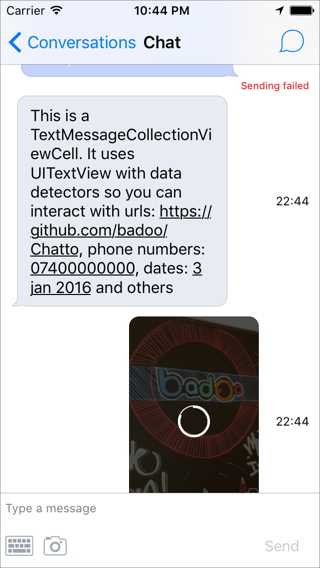 Carrier 10:44 PM
Conversations Chat
Sending failed
This is a
TextMessageCollectionVi
ewCell. It uses
UITextView with data
detectors so you can
interact with urls: https://
github.com/badoo/
Chatto, phone numbers:
07400000000, dates: 3
jan 2016 and others
22:44
badoo
22:44
Type a message
Send